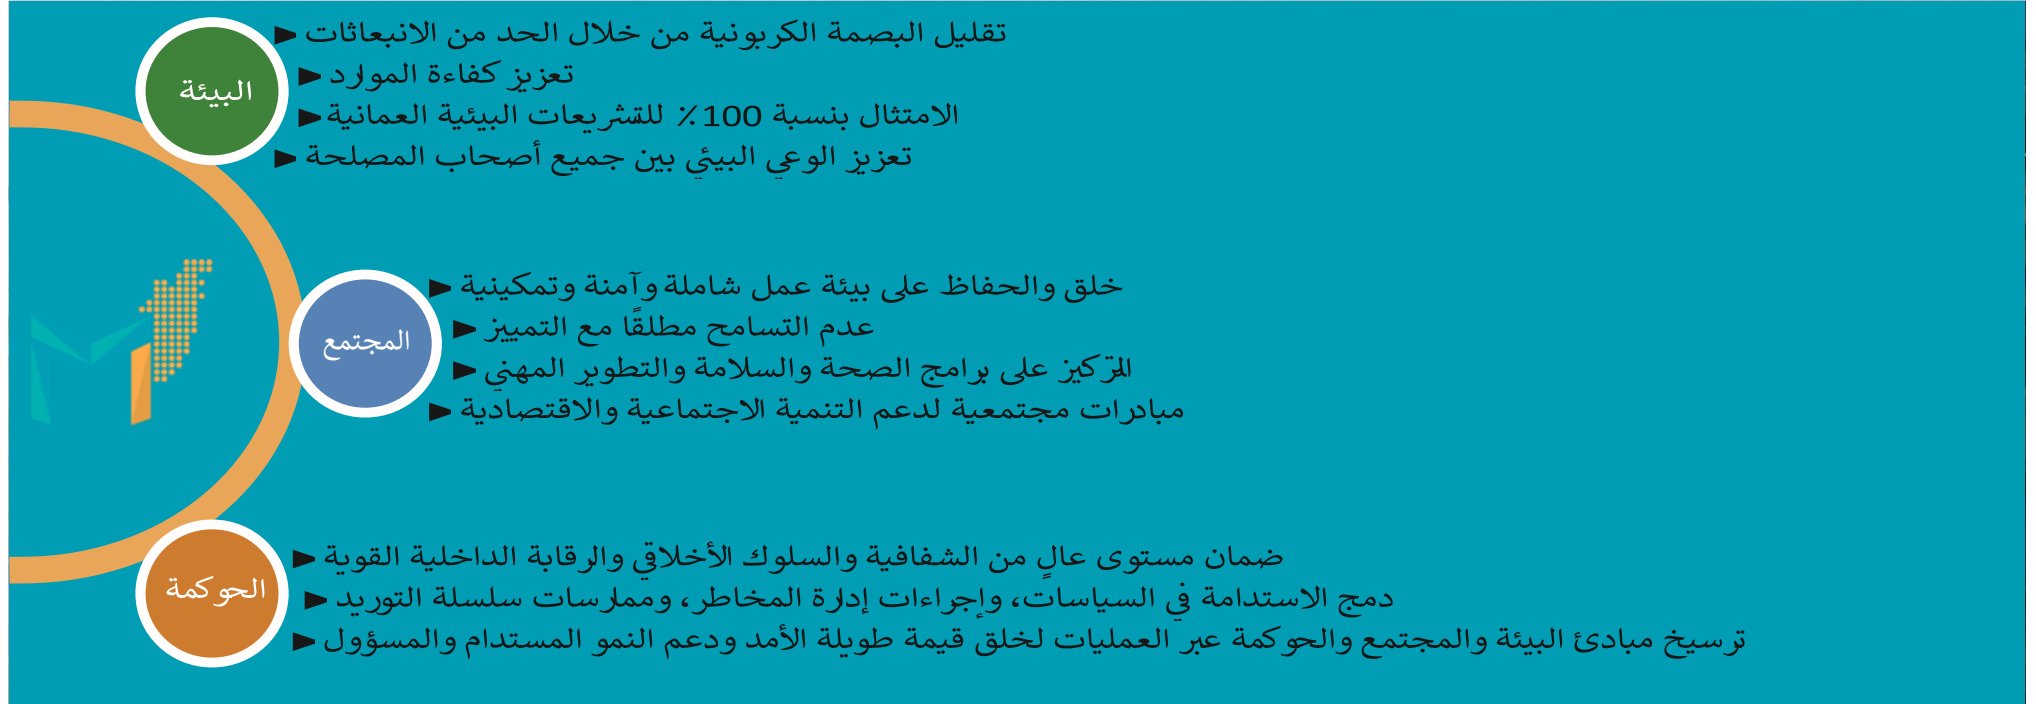 البيئة
تقليل البصمة الكربونية من خلال الحد من الانبعاثات
تعزيز كفاءة الموارد
الامتثال بنسبة 100٪ للتشريعات البيئية العمانية
تعزيز الوعي البيئي بين جميع أصحاب المصلحة
المجتمع
خلق والحفاظ على بيئة عمل شاملة وآمنة وتمكينية
عدم التسامح مطلقًا مع التمييز
التركيز على برامج الصحة والسلامة والتطوير المهني
مبادرات مجتمعية لدعم التنمية الاجتماعية والاقتصادية
الحوكمة
ضمان مستوى عالٍ من الشفافية والسلوك الأخلاقي والرقابة الداخلية القوية
دمج الاستدامة في السياسات، وإجراءات إدارة المخاطر، وممارسات سلسلة التوريد
ترسيخ مبادئ البيئة والمجتمع والحوكمة عبر العمليات لخلق قيمة طويلة الأمد ودعم النمو المستدام والمسؤول